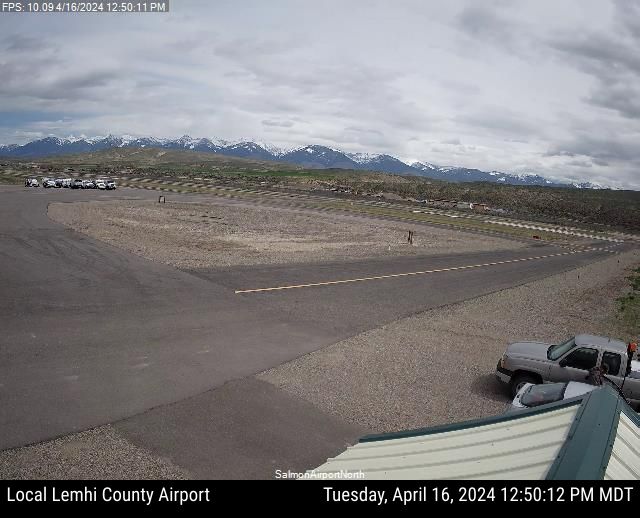 FPS: 10.09 4/16/2024 12:50:11 PM
SalmonAirportNorth
Local Lemhi County Airport Tuesday, April 16, 2024 12:50:12 PM MDT